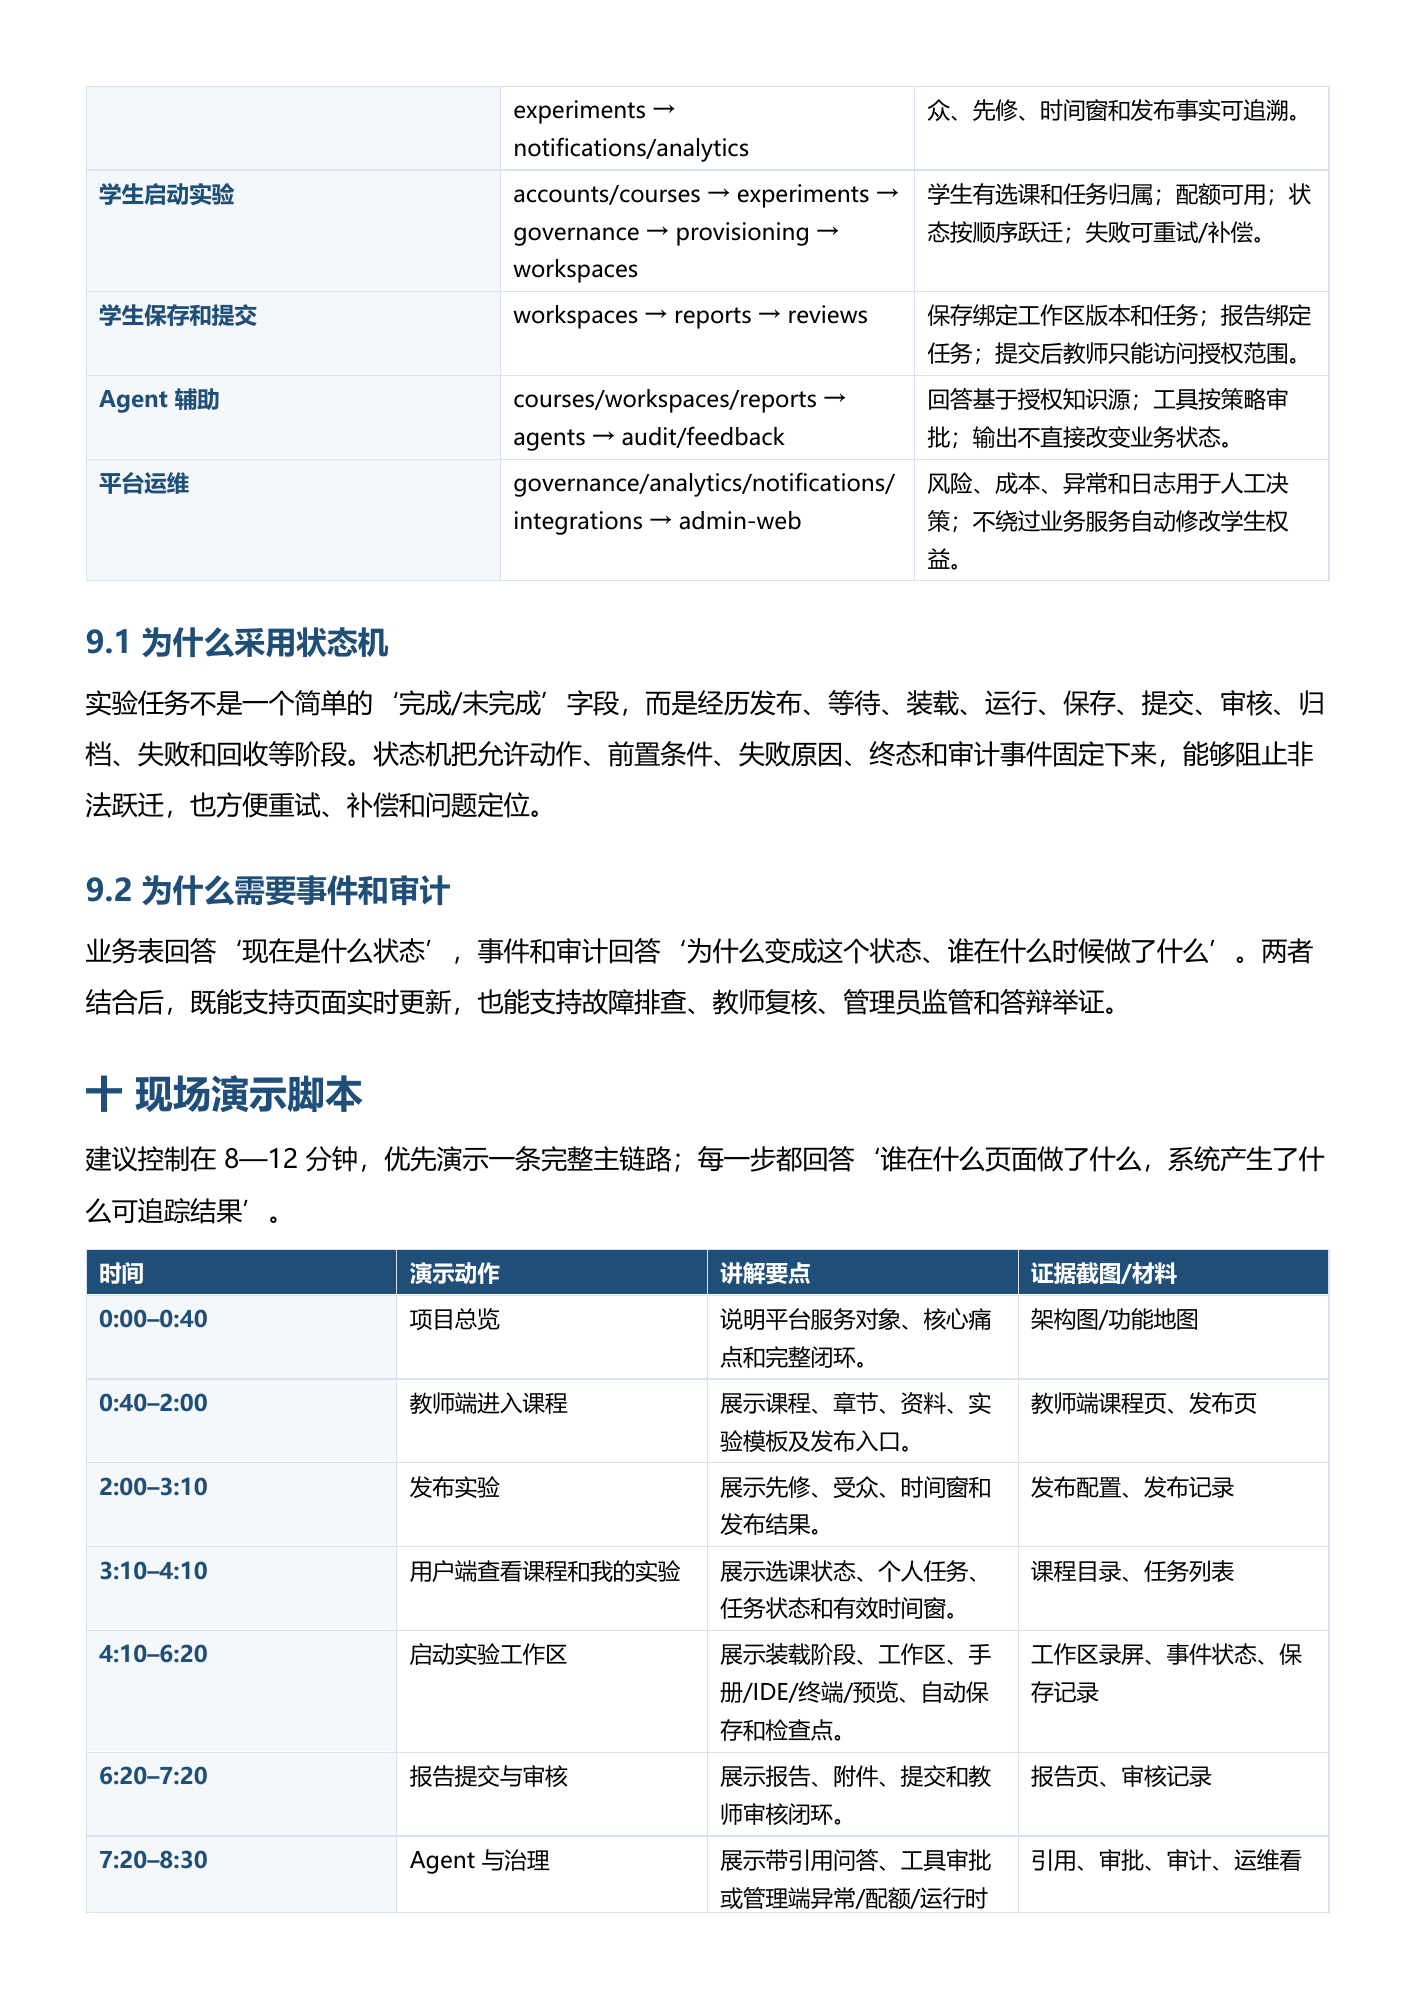 experiments →
notifications/analytics
众、先修、时间窗和发布事实可追溯。
学生启动实验
accounts/courses → experiments →
governance → provisioning →
workspaces
学生有选课和任务归属；配额可用；状
态按顺序跃迁；失败可重试/补偿。
学生保存和提交
workspaces → reports → reviews
保存绑定工作区版本和任务；报告绑定
任务；提交后教师只能访问授权范围。
Agent 辅助
courses/workspaces/reports →
agents → audit/feedback
回答基于授权知识源；工具按策略审
批；输出不直接改变业务状态。
平台运维
governance/analytics/notifications/
integrations → admin-web
风险、成本、异常和日志用于人工决
策；不绕过业务服务自动修改学生权
益。
9.1 为什么采用状态机
实验任务不是一个简单的‘完成/未完成’字段，而是经历发布、等待、装载、运行、保存、提交、审核、归
档、失败和回收等阶段。状态机把允许动作、前置条件、失败原因、终态和审计事件固定下来，能够阻止非
法跃迁，也方便重试、补偿和问题定位。
9.2 为什么需要事件和审计
业务表回答‘现在是什么状态’，事件和审计回答‘为什么变成这个状态、谁在什么时候做了什么’。两者
结合后，既能支持页面实时更新，也能支持故障排查、教师复核、管理员监管和答辩举证。
十 现场演示脚本
建议控制在 8—12 分钟，优先演示一条完整主链路；每一步都回答‘谁在什么页面做了什么，系统产生了什
么可追踪结果’。
时间
演示动作
讲解要点
证据截图/材料
0:00–0:40
项目总览
说明平台服务对象、核心痛
点和完整闭环。
架构图/功能地图
0:40–2:00
教师端进入课程
展示课程、章节、资料、实
验模板及发布入口。
教师端课程页、发布页
2:00–3:10
发布实验
展示先修、受众、时间窗和
发布结果。
发布配置、发布记录
3:10–4:10
用户端查看课程和我的实验
展示选课状态、个人任务、
任务状态和有效时间窗。
课程目录、任务列表
4:10–6:20
启动实验工作区
展示装载阶段、工作区、手
册/IDE/终端/预览、自动保
存和检查点。
工作区录屏、事件状态、保
存记录
6:20–7:20
报告提交与审核
展示报告、附件、提交和教
师审核闭环。
报告页、审核记录
7:20–8:30
Agent 与治理
展示带引用问答、工具审批
或管理端异常/配额/运行时
引用、审批、审计、运维看